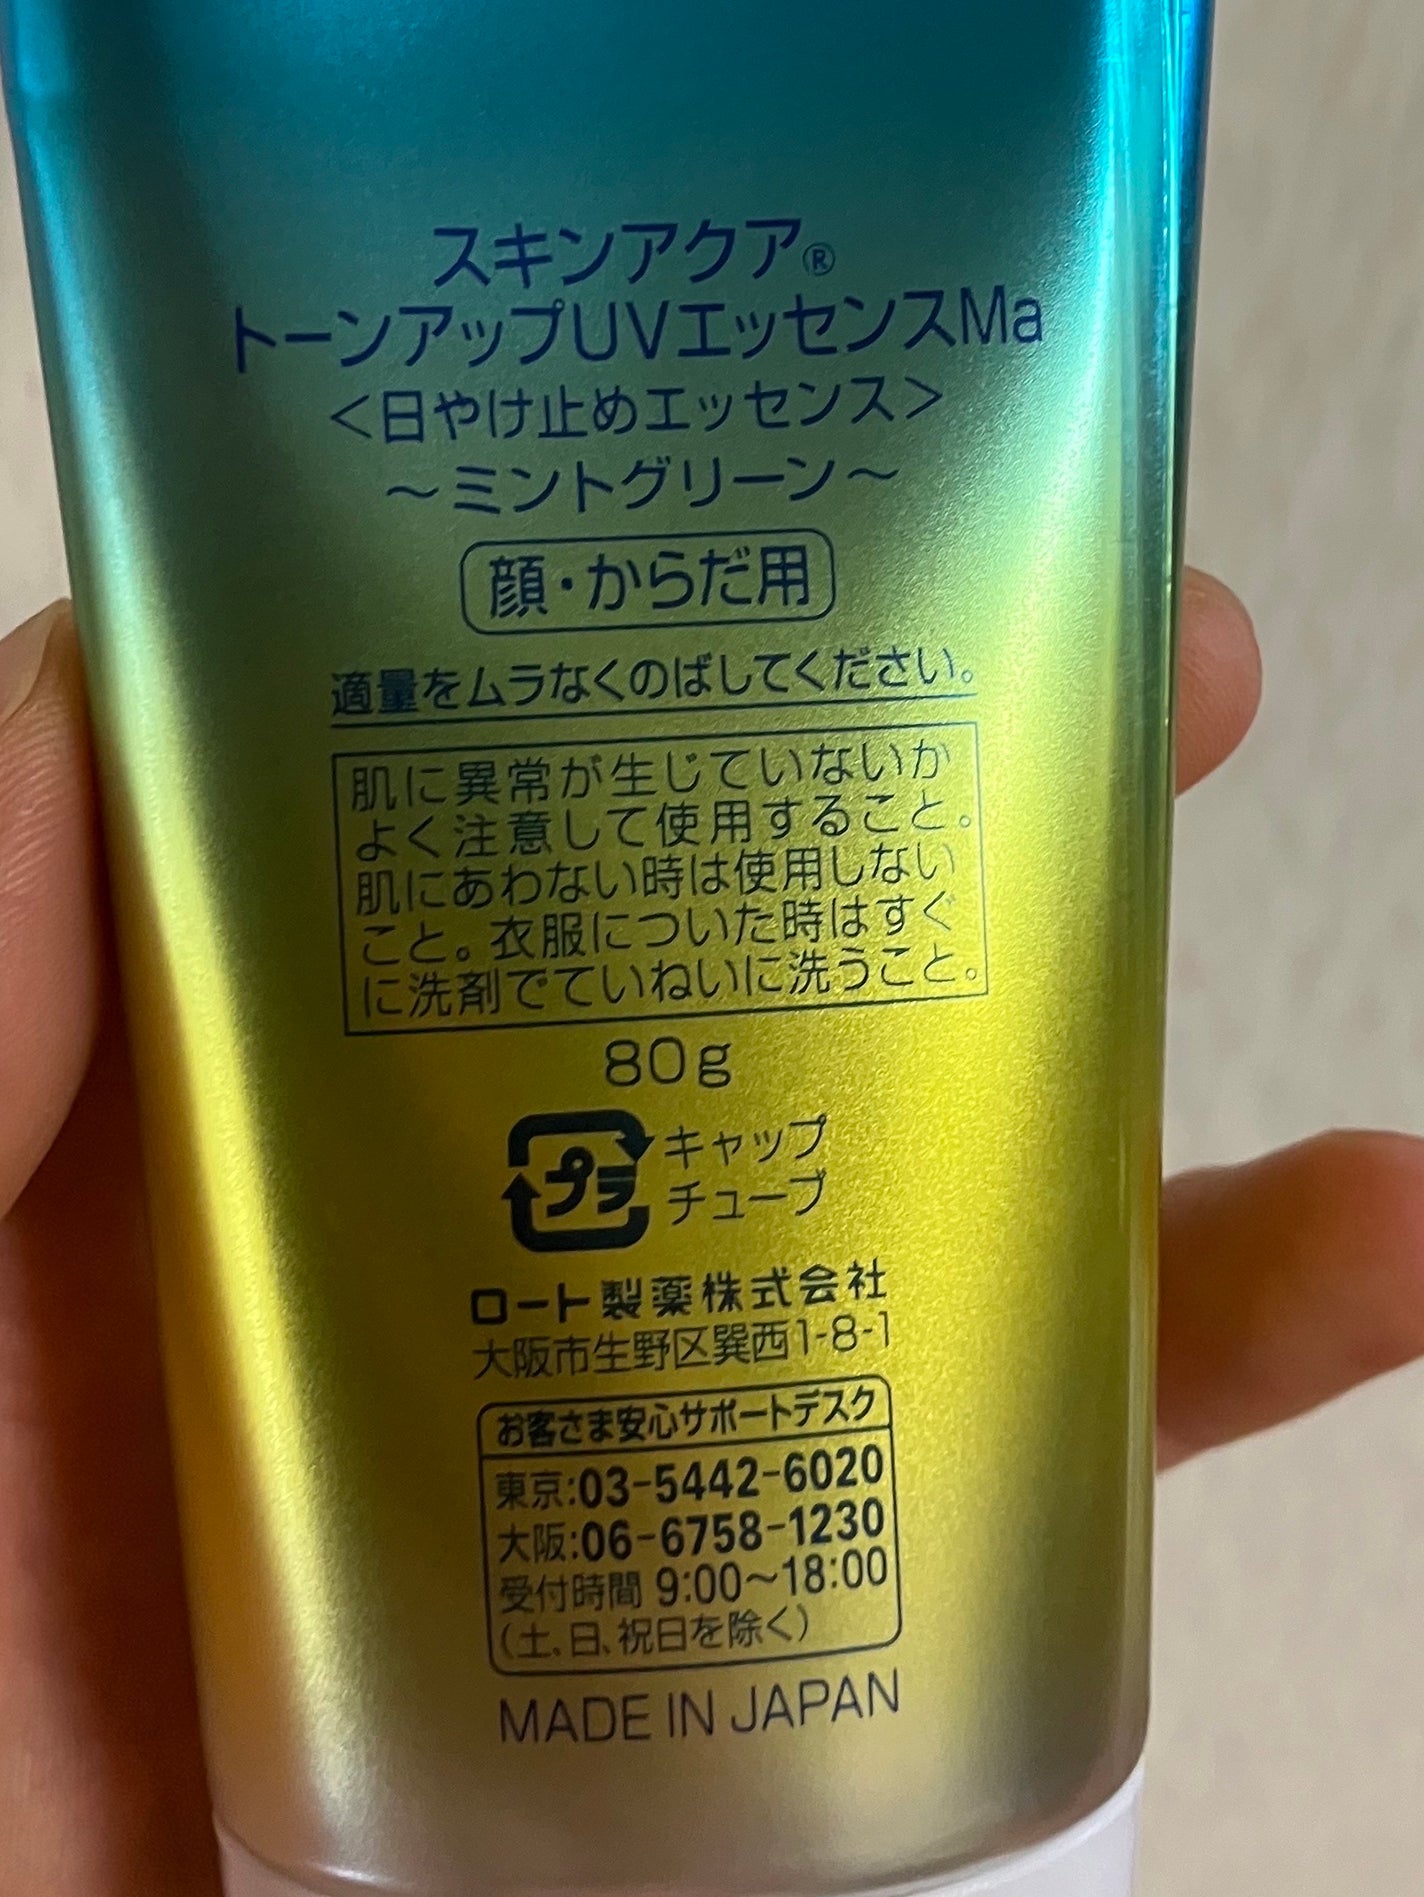 スキンアクア®
トーンアップUVエッセンスMa
<日やけ止めエッセンス>
～ミントグリーン～
顔・からだ用
適量をムラなくのばしてください。
肌に異常が生じていないか
よく注意して使用すること。
肌にあわない時は使用しない
こと。衣服についた時はすぐ
に洗剤でていねいに洗うこと。
80g
プラ キャップ
チューブ
ロート製薬株式会社
大阪市生野区巽西1-8-1
お客さま安心サポートデスク
東京:03-5442-6020
大阪:06-6758-1230
受付時間 9:00～18:00
(土、日、祝日を除く)
MADE IN JAPAN